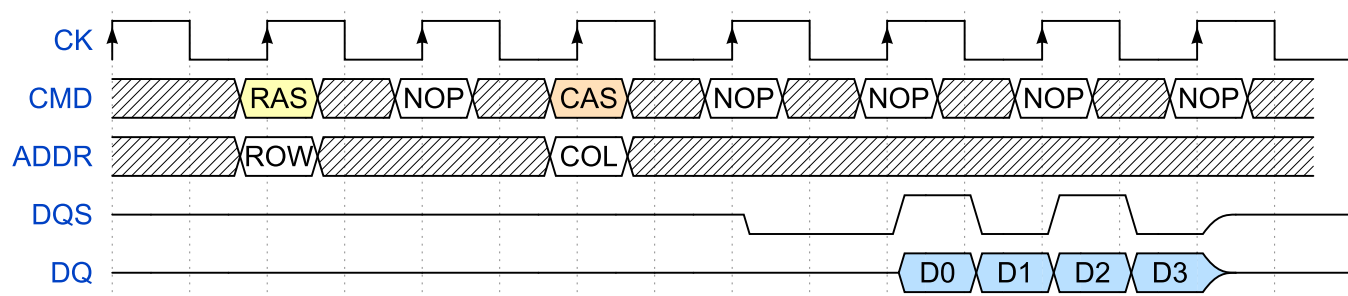 CK
CMD RAS NOP CAS NOP NOP NOP NOP
ADDR ROW COL
DQS
DQ D0 D1 D2 D3